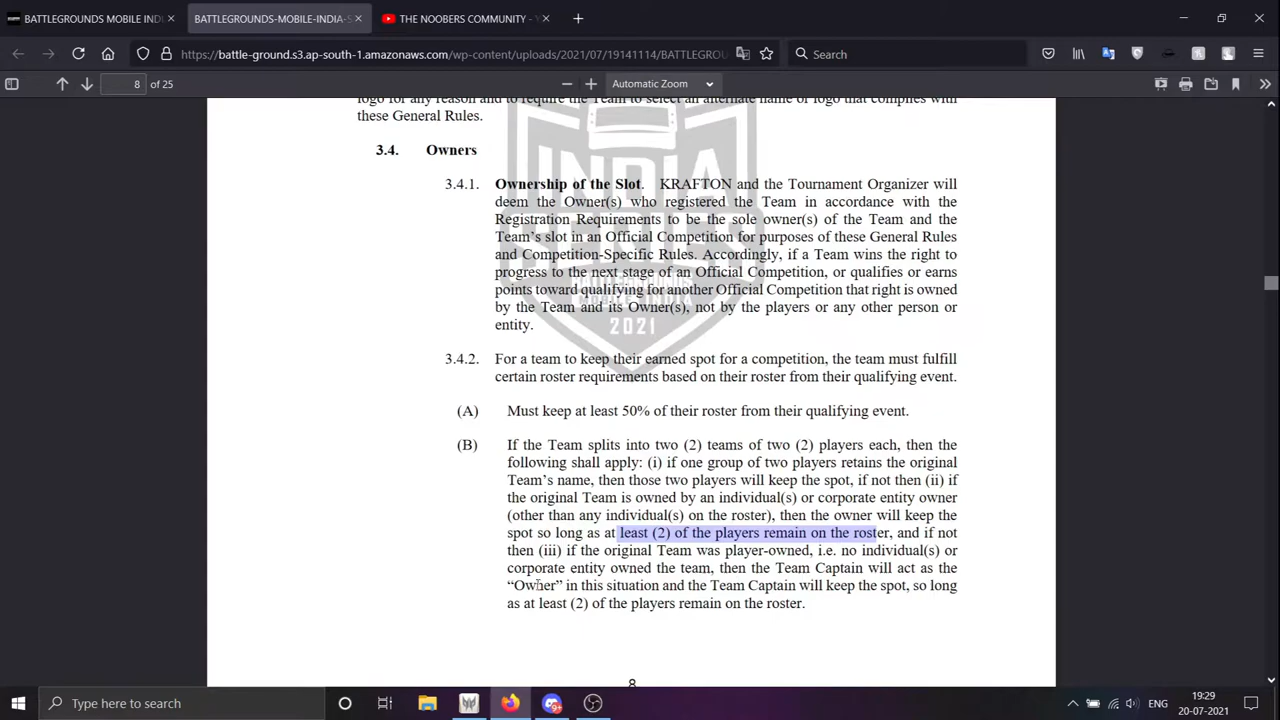 BATTLEGROUNDS MOBILE IND
BATTLEGROUNDS-MOBILE-INDIA-S
THE NOOBERS COMMUNITY - Y
https://battle-ground.s3.ap-south-1.amazonaws.com/wp-content/uploads/2021/07/19141114/BATTLEGROU
Search
8 of 25
Automatic Zoom
logo for any reason and to require the Team to select an alternate name or logo that complies with
these General Rules.
3.4. Owners
3.4.1. Ownership of the Slot. KRAFTON and the Tournament Organizer will
deem the Owner(s) who registered the Team in accordance with the
Registration Requirements to be the sole owner(s) of the Team and the
Team's slot in an Official Competition for purposes of these General Rules
and Competition-Specific Rules. Accordingly, if a Team wins the right to
progress to the next stage of an Official Competition, or qualifies or earns
points toward qualifying for another Official Competition that right is owned
by the Team and its Owner(s), not by the players or any other person or
entity.
INDIA
SERIES
BATTLEGROUNDS
MOBILE INDIA
2021
3.4.2. For a team to keep their earned spot for a competition, the team must fulfill
certain roster requirements based on their roster from their qualifying event.
(A) Must keep at least 50% of their roster from their qualifying event.
(B) If the Team splits into two (2) teams of two (2) players each, then the
following shall apply: (i) if one group of two players retains the original
Team's name, then those two players will keep the spot, if not then (ii) if
the original Team is owned by an individual(s) or corporate entity owner
(other than any individual(s) on the roster), then the owner will keep the
spot so long as at least (2) of the players remain on the roster, and if not
then (iii) if the original Team was player-owned, i.e. no individual(s) or
corporate entity owned the team, then the Team Captain will act as the
“Owner” in this situation and the Team Captain will keep the spot, so long
as at least (2) of the players remain on the roster.
8
Type here to search
ENG
19:29
20-07-2021